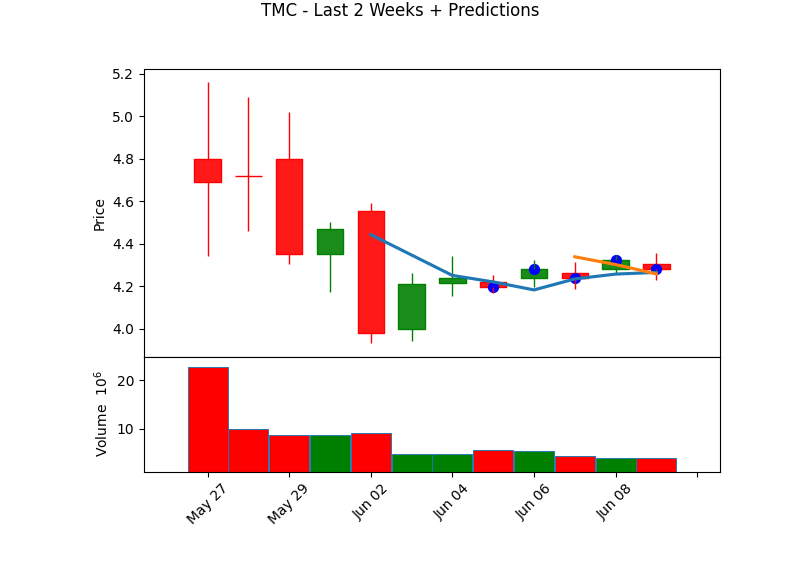 TMC - Last 2 Weeks + Predictions
5.2
5.0
4.8
4.6
4.4
4.2
4.0
Price
20
10
Volume 10^6
May 27
May 29
Jun 02
Jun 04
Jun 06
Jun 08